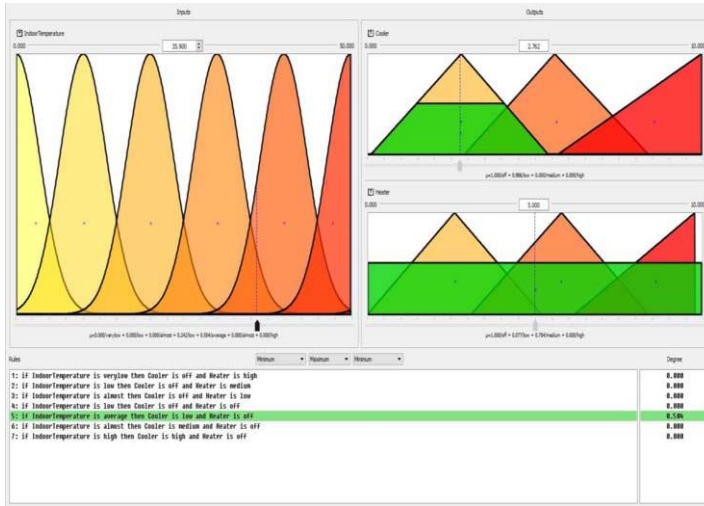 Inputs
Outputs
IndoorTemperature
0.000
50.000
Cooler
0.000
2.762
10.000
Heater
0.000
5.000
Rules
Minimum
Maximum
Minimum
Degree
1: if IndoorTemperature is verylow then Cooler is off and Heater is high
0.000
2: if IndoorTemperature is low then Cooler is off and Heater is medium
0.000
3: if IndoorTemperature is almost then Cooler is off and Heater is low
0.000
4: if IndoorTemperature is low then Cooler is off and Heater is off
0.000
5: if IndoorTemperature is average then Cooler is low and Heater is off
0.504
6: if IndoorTemperature is almost then Cooler is medium and Heater is off
0.000
7: if IndoorTemperature is high then Cooler is high and Heater is off
0.000